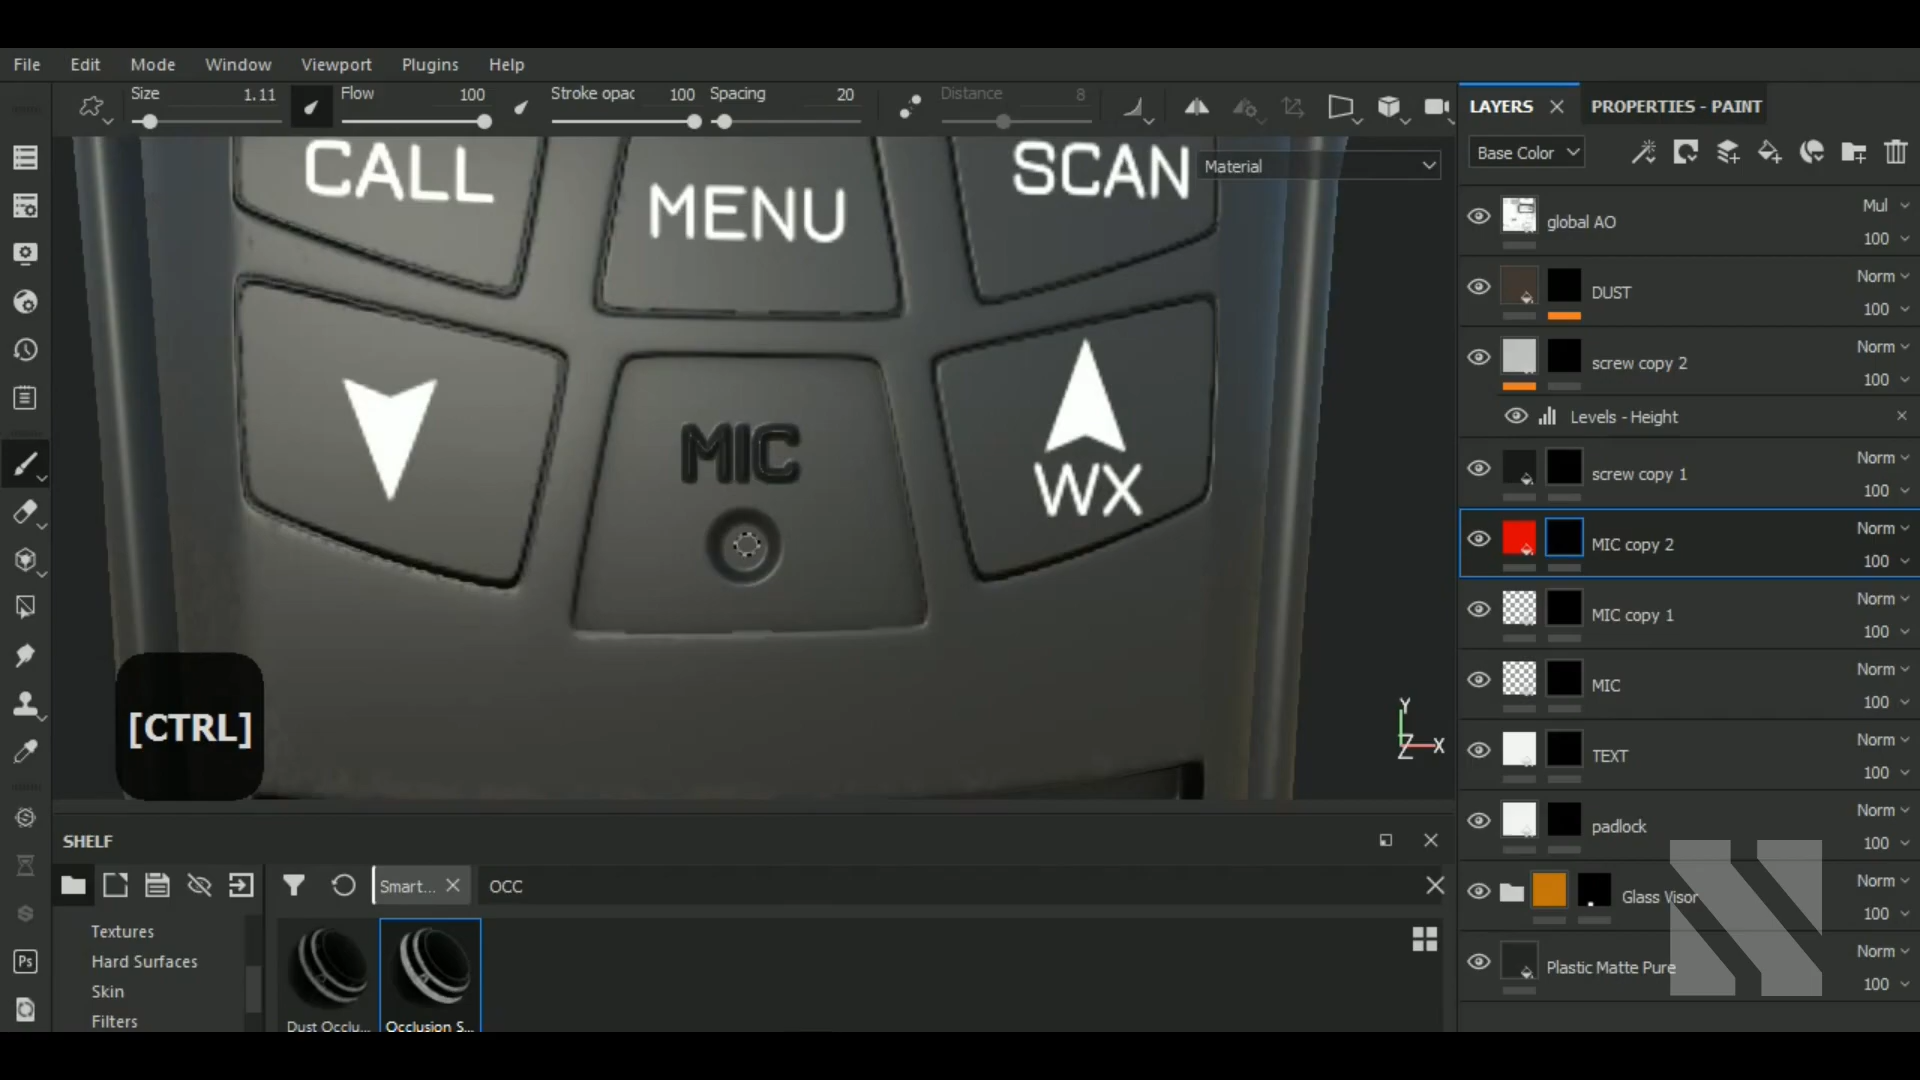 File Edit Mode Window Viewport Plugins Help
Size 1.11 Flow 100 Stroke opac 100 Spacing 20 Distance 8
LAYERS PROPERTIES - PAINT
Base Color
Material
CALL MENU SCAN
MIC
WX
[CTRL]
Y
Z X
global AO Mul 100
DUST Norm 100
screw copy 2 Norm 100
Levels - Height
screw copy 1 Norm 100
MIC copy 2 Norm 100
MIC copy 1 Norm 100
MIC Norm 100
TEXT Norm 100
padlock Norm 100
Glass Visor Norm 100
Plastic Matte Pure Norm 100
SHELF
Smart... OCC
Textures
Hard Surfaces
Skin
Filters
Dust Occlu... Occlusion S...
Ps